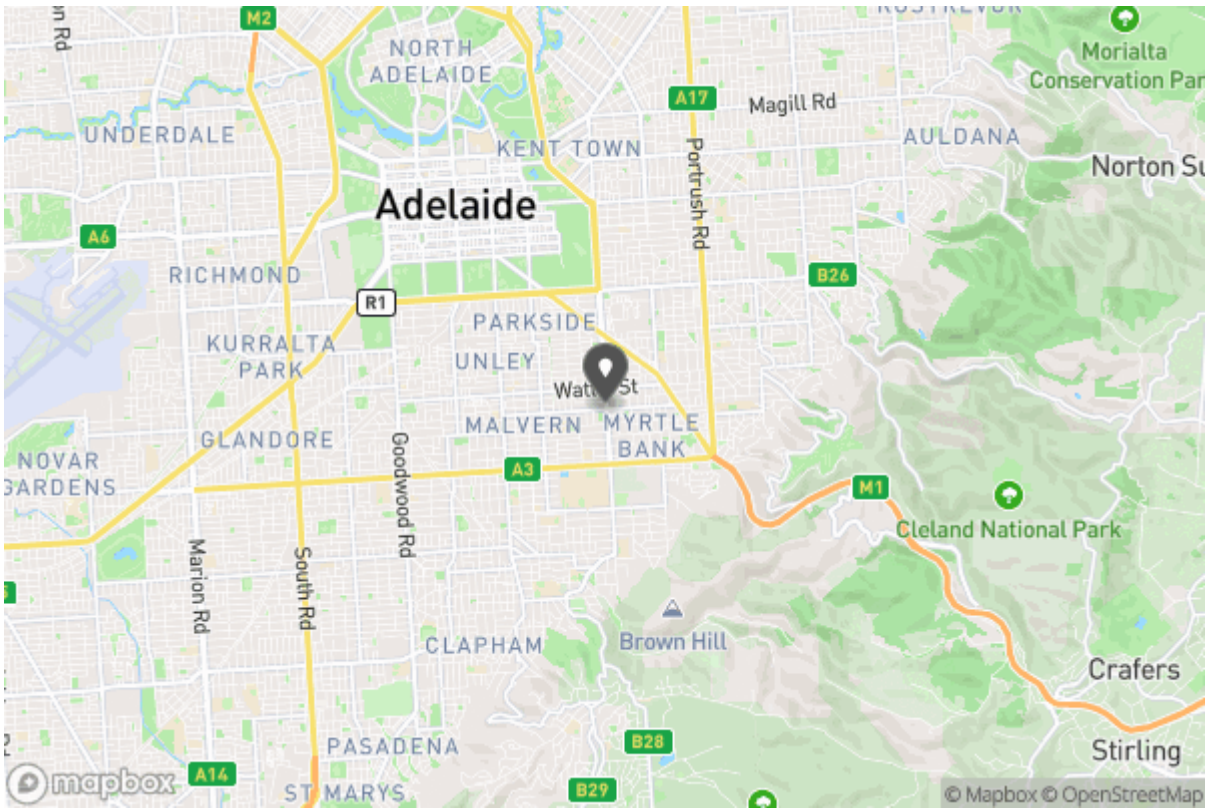 M2
NORTH
ADELAIDE
Morialta
Conservation Par
A17
Magill Rd
UNDERDALE
KENT TOWN
AULDANA
Portrush Rd
Norton Su
Adelaide
A6
RICHMOND
B26
R1
PARKSIDE
KURRALTA
PARK
UNLEY
St
MALVERN
MYRTLE
BANK
GLANDORE
Goodwood Rd
NOVAR
GARDENS
A3
M1
Cleland National Park
Marion Rd
South Rd
Brown Hill
CLAPHAM
Crafers
PASADENA
B28
Stirling
A14
ST MARYS
B29
mapbox
© Mapbox © OpenStreetMap